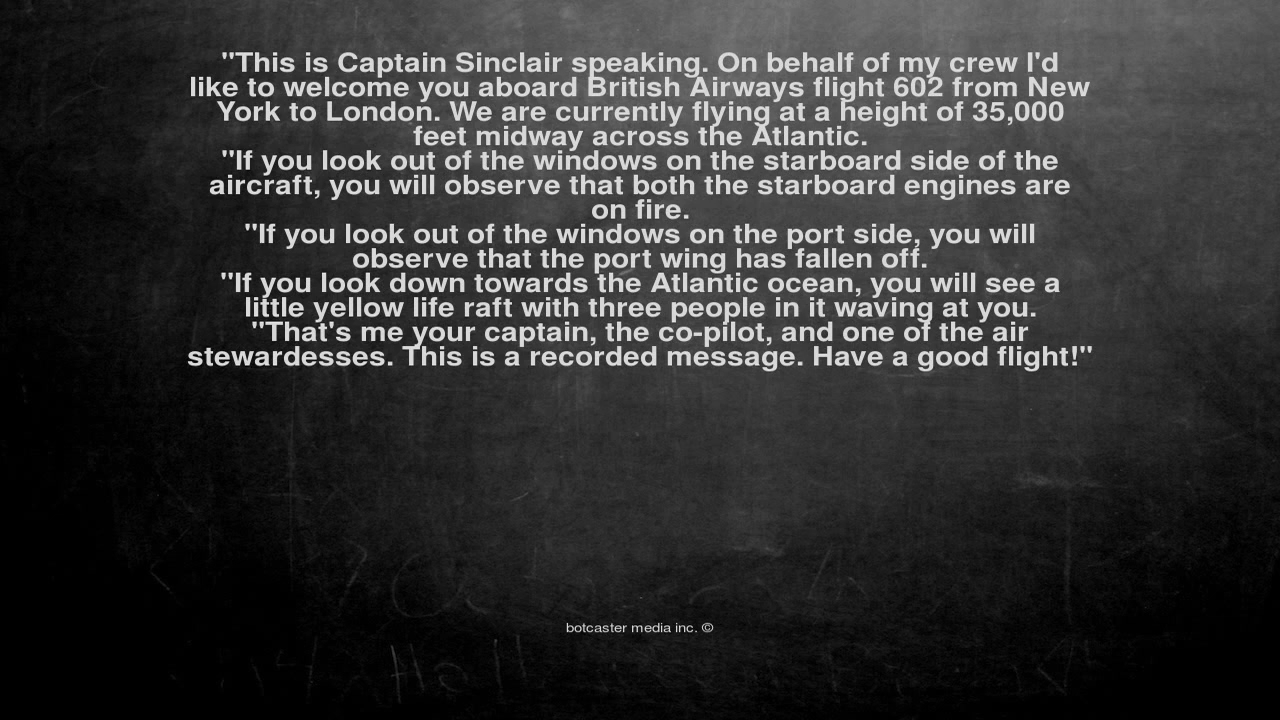 "This is Captain Sinclair speaking. On behalf of my crew I'd
like to welcome you aboard British Airways flight 602 from New
York to London. We are currently flying at a height of 35,000
feet midway across the Atlantic.
"If you look out of the windows on the starboard side of the
aircraft, you will observe that both the starboard engines are
on fire.
"If you look out of the windows on the port side, you will
observe that the port wing has fallen off.
"If you look down towards the Atlantic ocean, you will see a
little yellow life raft with three people in it waving at you.
"That's me your captain, the co-pilot, and one of the air
stewardesses. This is a recorded message. Have a good flight!"
botcaster media inc. ©